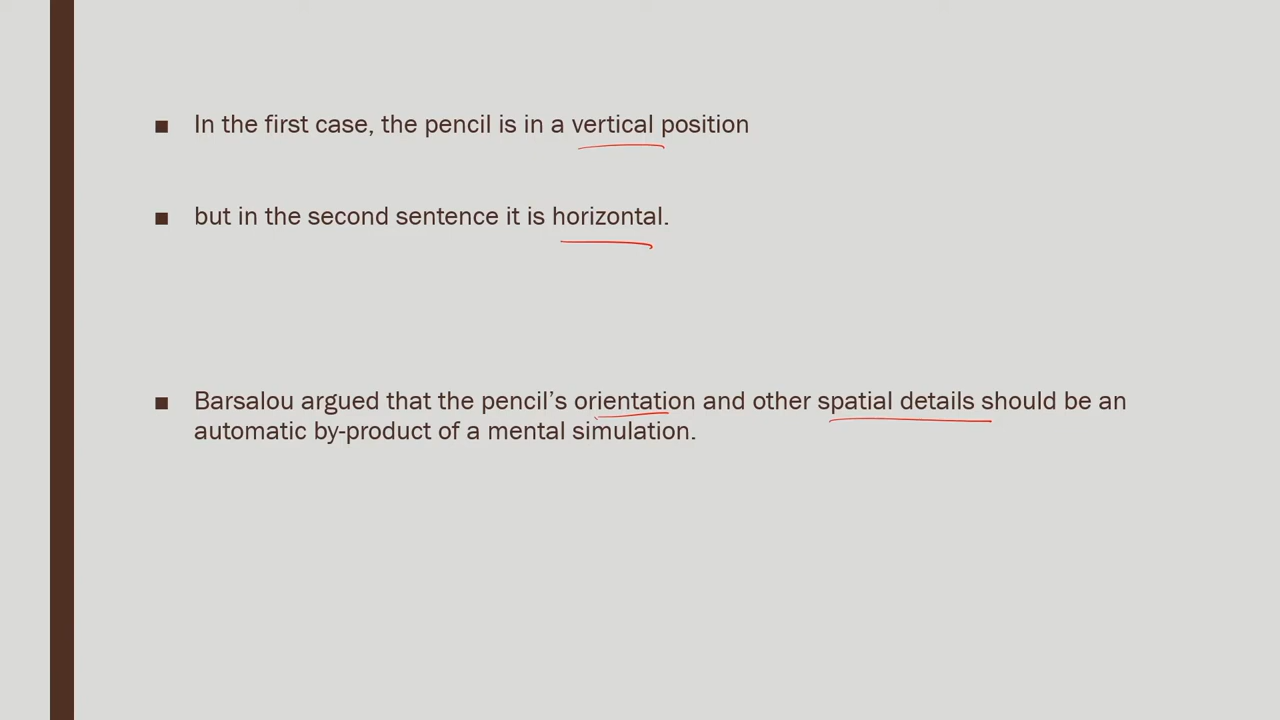 ▪ In the first case, the pencil is in a vertical position
▪ but in the second sentence it is horizontal.
▪ Barsalou argued that the pencil’s orientation and other spatial details should be an
automatic by-product of a mental simulation.